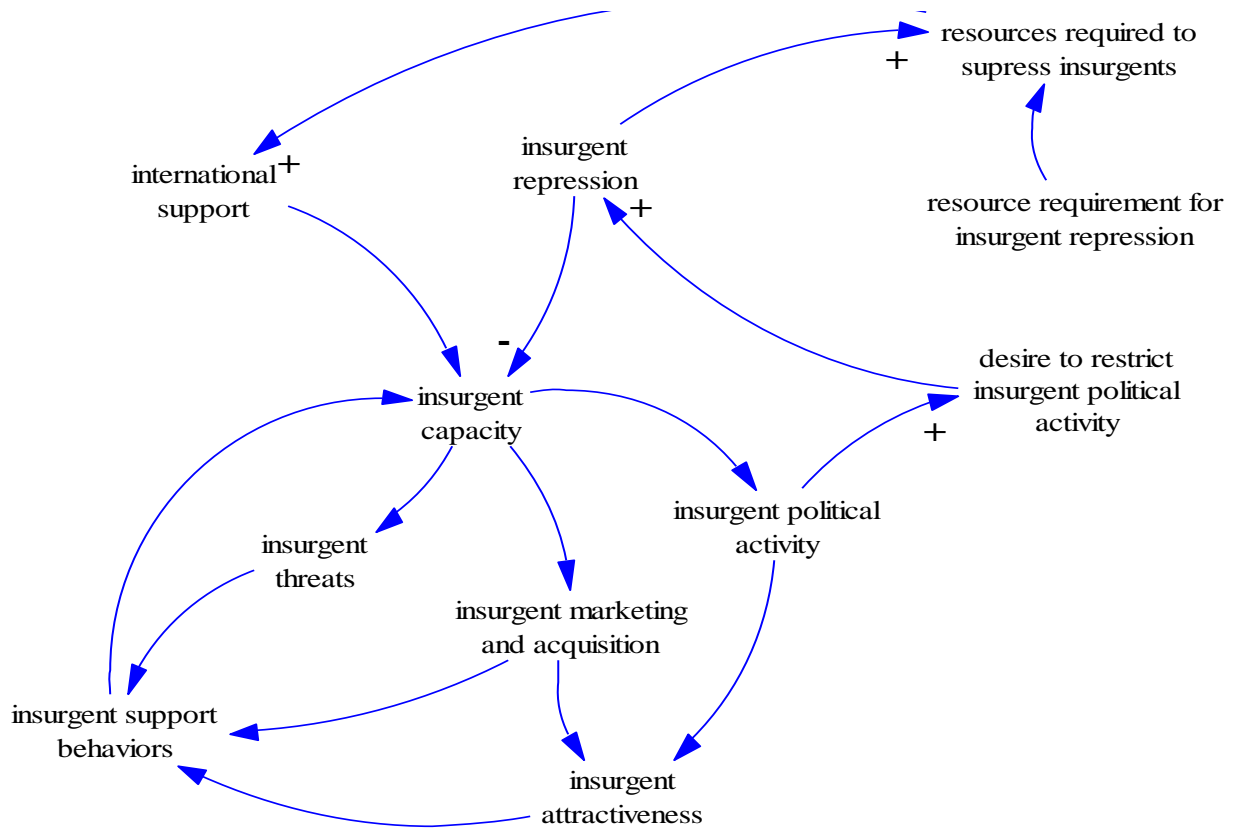 resources required to
supress insurgents
+
insurgent
repression
+
international
support
+
resource requirement for
insurgent repression
-
desire to restrict
insurgent political
activity
+
insurgent
capacity
insurgent political
activity
insurgent
threats
insurgent marketing
and acquisition
insurgent support
behaviors
insurgent
attractiveness